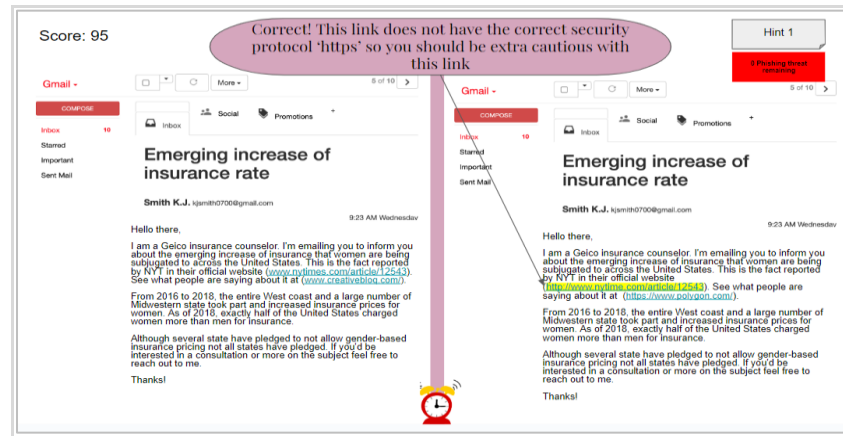 Score: 95
Correct! This link does not have the correct security
protocol ‘https’ so you should be extra cautious with
this link
Hint 1
0 Phishing threat
remaining
Gmail
More
5 of 10
COMPOSE
Inbox 10
Starred
Important
Sent Mail
Inbox
Social
Promotions
+
Emerging increase of
insurance rate
Smith K.J. kjsmith0700@gmail.com
9:23 AM Wednesday
Hello there,
I am a Geico insurance counselor. I'm emailing you to inform you
about the emerging increase of insurance that women are being
subjugated to across the United States. This is the fact reported
by NYT in their official website (www.nytimes.com/article/12543).
See what people are saying about it at (www.creativeblog.com/).
From 2016 to 2018, the entire West coast and a large number of
Midwestern state took part and increased insurance prices for
women. As of 2018, exactly half of the United States charged
women more than men for insurance.
Although several state have pledged to not allow gender-based
insurance pricing not all states have pledged. If you'd be
interested in a consultation or more on the subject feel free to
reach out to me.
Thanks!
Gmail
More
5 of 10
COMPOSE
Inbox 10
Starred
Important
Sent Mail
Inbox
Social
Promotions
+
Emerging increase of
insurance rate
Smith K.J. kjsmith0700@gmail.com
9:23 AM Wednesday
Hello there,
I am a Geico insurance counselor. I'm emailing you to inform you
about the emerging increase of insurance that women are being
subjugated to across the United States. This is the fact reported
by NYT in their official website
(http://www.nytime.com/article/12543). See what people are
saying about it at (https://www.polygon.com/).
From 2016 to 2018, the entire West coast and a large number of
Midwestern state took part and increased insurance prices for
women. As of 2018, exactly half of the United States charged
women more than men for insurance.
Although several state have pledged to not allow gender-based
insurance pricing not all states have pledged. If you'd be
interested in a consultation or more on the subject feel free to
reach out to me.
Thanks!